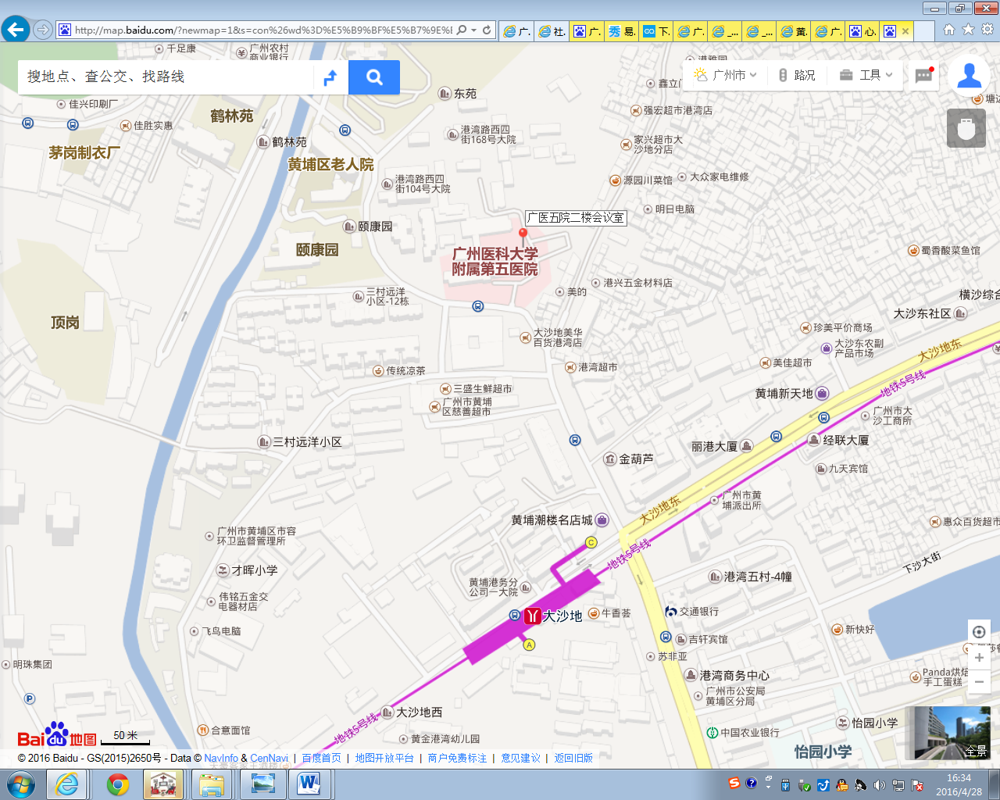 http://map.baidu.com/?newmap=1&s=con%26wd%3D%E5%B9%BF%E5%B7%9E%E
广.
社.
广.
易.
下.
广.
_...
_...
黄.
广.
心.
搜地点、查公交、找路线
广州市
路况
工具
千足康
广州农村
商业银行
港雅园
鑫立门
佳兴印刷厂
鹤林苑
东苑
强宏超市港湾店
塘边
佳胜实惠
茅岗制衣厂
鹤林苑
港湾路西四
街168号大院
家兴超市大
沙地分店
黄埔区老人院
港湾路西四
街104号大院
源园川菜馆
大众家电维修
广医五院二楼会议室
明日电脑
颐康园
颐康园
广州医科大学
附属第五医院
蜀香酸菜鱼馆
港兴五金材料店
美的
三村远洋
小区-12栋
横沙综合
大沙东社区
顶岗
大沙地美华
百货港湾店
珍美平价商场
大沙东农副
产品市场
大沙地东
港湾超市
美佳超市
传统凉茶
地铁5号线
三盛生鲜超市
广州市黄埔
区慈善超市
黄埔新天地
广州市大
沙工商所
三村远洋小区
丽港大厦
经联大厦
金葫芦
九天宾馆
大沙地东
广州市黄
埔派出所
黄埔潮楼名店城
惠众百货超市
广州市黄埔区市容
环卫监督管理所
C
地铁5号线
下沙大街
才晖小学
黄埔港务分
公司一大院
港湾五村-4幢
伟铭五金交
电器材店
大沙地
牛香荟
交通银行
飞鸟电脑
吉轩宾馆
新快好
A
苏非亚
明珠集团
港湾商务中心
Panda烘焙
手工蛋糕
广州市公安局
黄埔区分局
P
大沙地西
地铁5号线
怡园小学
合意面馆
黄金港湾幼儿园
中国农业银行
怡园小学
Bai du 地图
50 米
全景
© 2016 Baidu - GS(2015)2650号 - Data © NavInfo & CenNavi | 百度首页 | 地图开放平台 | 商户免费标注 | 意见建议 | 返回旧版
16:34
2016/4/28